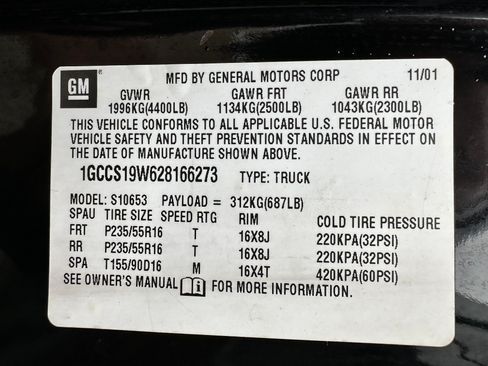 GM
MFD BY GENERAL MOTORS CORP 11/01
GVWR GAWR FRT GAWR RR
1996KG(4400LB) 1134KG(2500LB) 1043KG(2300LB)
THIS VEHICLE CONFORMS TO ALL APPLICABLE U.S. FEDERAL MOTOR
VEHICLE SAFETY AND THEFT PREVENTION STANDARDS IN EFFECT ON
THE DATE OF MANUFACTURE SHOWN ABOVE.
1GCCS19W628166273 TYPE: TRUCK
MODEL: S10653 PAYLOAD = 312KG(687LB)
SPAU TIRE SIZE SPEED RTG RIM COLD TIRE PRESSURE
FRT P235/55R16 T 16X8J 220KPA(32PSI)
RR P235/55R16 T 16X8J 220KPA(32PSI)
SPA T155/90D16 M 16X4T 420KPA(60PSI)
SEE OWNER'S MANUAL FOR MORE INFORMATION.